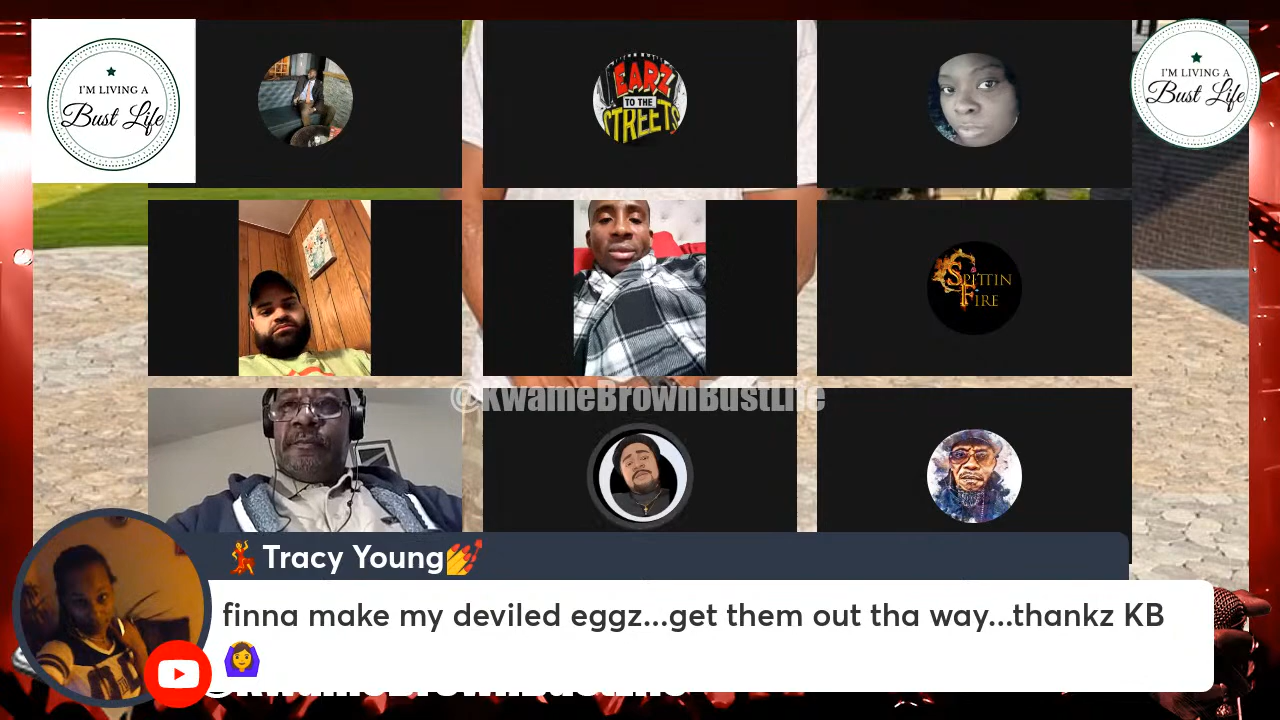 I'M LIVING A
Bust Life
EARZ
TO THE
STREETS
I'M LIVING A
Bust Life
SPITTIN
FIRE
@KwameBrownBustLife
💃Tracy Young💅
finna make my deviled eggz...get them out tha way...thankz KB
🙆‍♀️